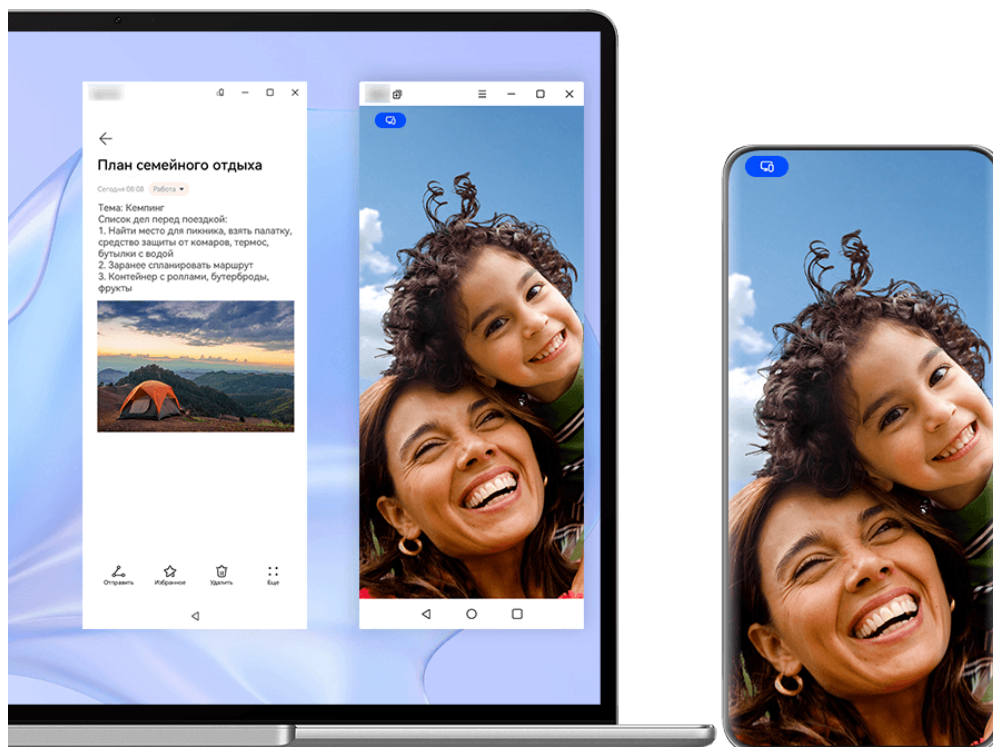 План семейного отдыха
Сегодня 08:08 Работа
Тема: Кемпинг
Список дел перед поездкой:
1. Найти место для пикника, взять палатку,
средство защиты от комаров, термос,
бутылки с водой
2. Заранее спланировать маршрут
3. Контейнер с роллами, бутерброды,
фрукты
Отправить Избранное Удалить Еще